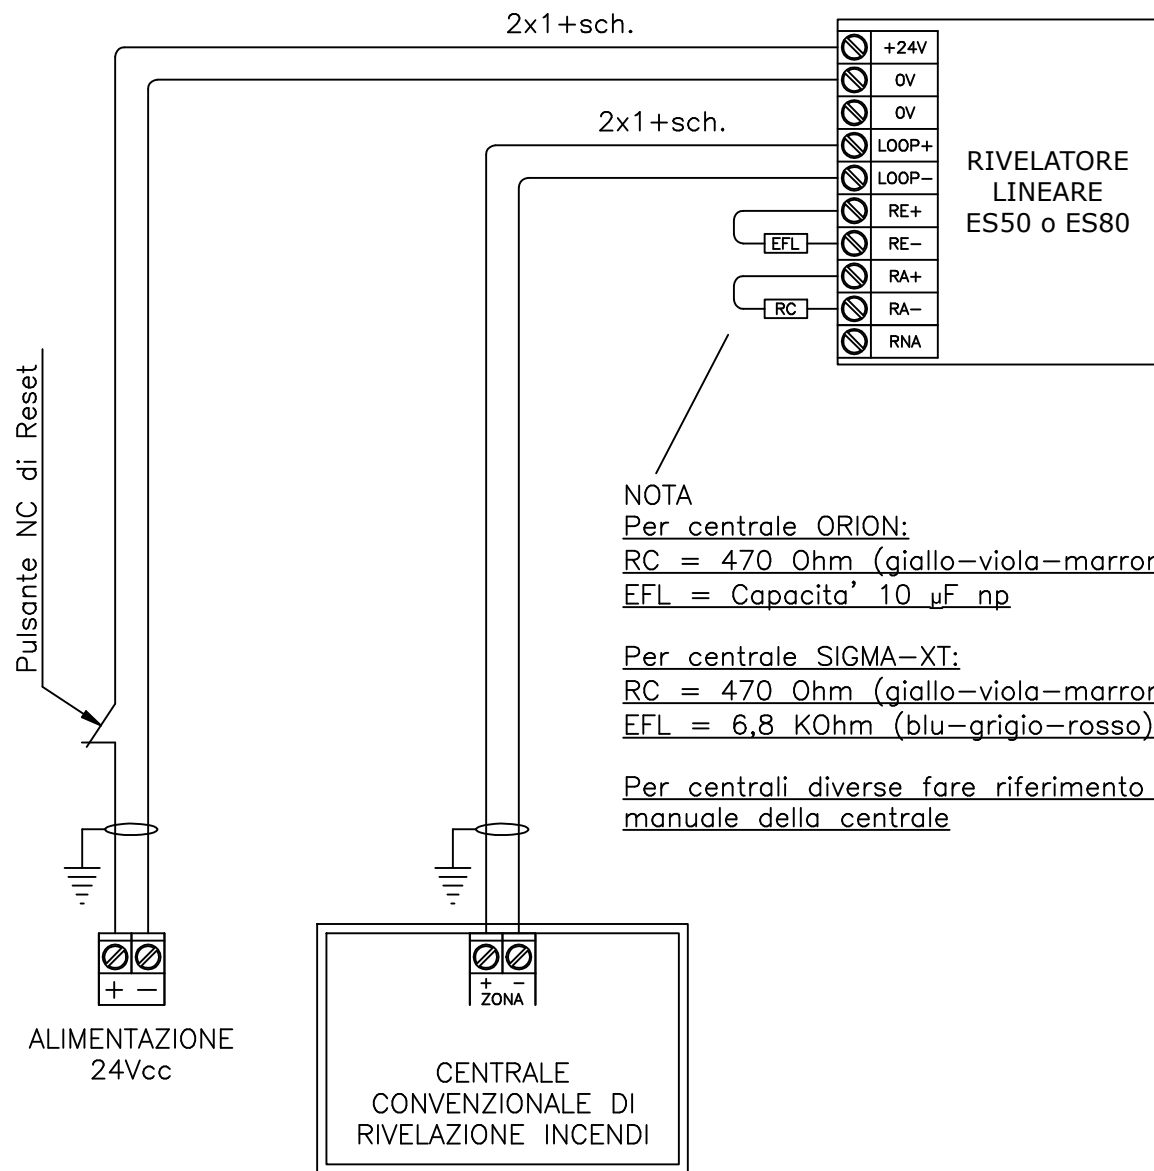 2x1+sch.
+24V
0V
0V
2x1+sch.
LOOP+
LOOP-
RE+
EFL
RE-
RA+
RC
RA-
RNA
RIVELATORE
LINEARE
ES50 o ES80
Pulsante NC di Reset
NOTA
Per centrale ORION:
RC = 470 Ohm (giallo-viola-marron
EFL = Capacita' 10 µF np
Per centrale SIGMA-XT:
RC = 470 Ohm (giallo-viola-marron
EFL = 6,8 KOhm (blu-grigio-rosso)
Per centrali diverse fare riferimento
manuale della centrale
+ -
ALIMENTAZIONE
24Vcc
+ -
ZONA
CENTRALE
CONVENZIONALE DI
RIVELAZIONE INCENDI